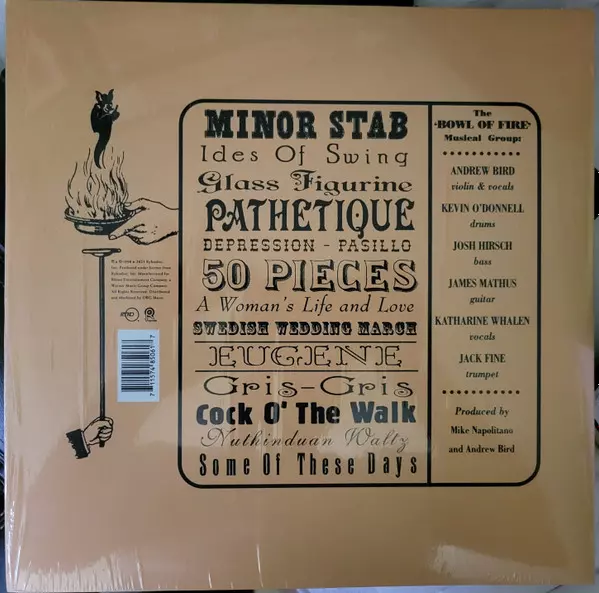 MINOR STAB
Ides Of Swing
Glass Figurine
PATHETIQUE
DEPRESSION - PASILLO
50 PIECES
A Woman's Life and Love
SWEDISH WEDDING MARCH
EUGENE
Gris-Gris
Cock O' The Walk
Nuthinduan Waltz
Some Of These Days
The
·BOWL OF FIRE·
Musical Group:
ANDREW BIRD
violin & vocals
KEVIN O'DONNELL
drums
JOSH HIRSCH
bass
JAMES MATHUS
guitar
KATHARINE WHALEN
vocals
JACK FINE
trumpet
Produced by
Mike Napolitano
and Andrew Bird